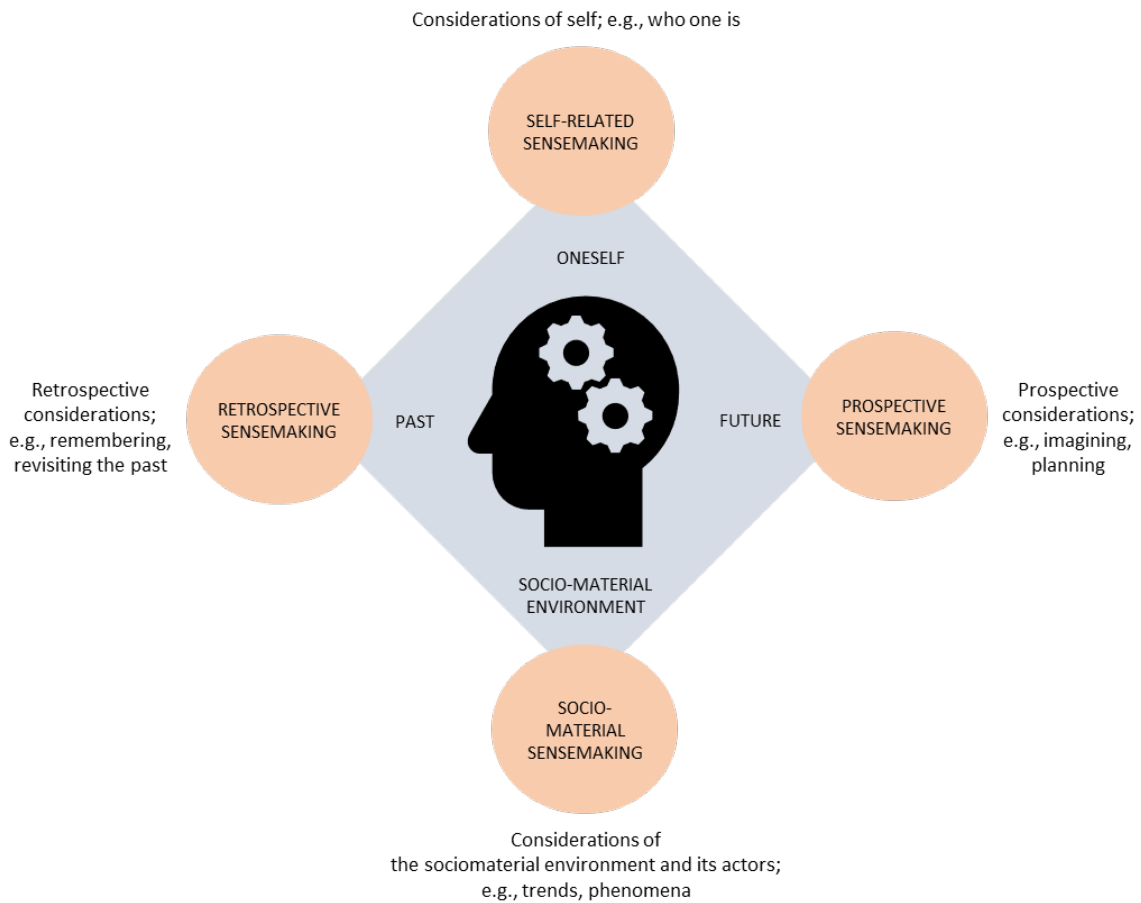 Considerations of self; e.g., who one is
SELF-RELATED
SENSEMAKING
ONESELF
Retrospective
considerations;
e.g., remembering,
revisiting the past
RETROSPECTIVE
SENSEMAKING
PAST
FUTURE
PROSPECTIVE
SENSEMAKING
Prospective
considerations;
e.g., imagining,
planning
SOCIO-MATERIAL
ENVIRONMENT
SOCIO-
MATERIAL
SENSEMAKING
Considerations of
the sociomaterial environment and its actors;
e.g., trends, phenomena